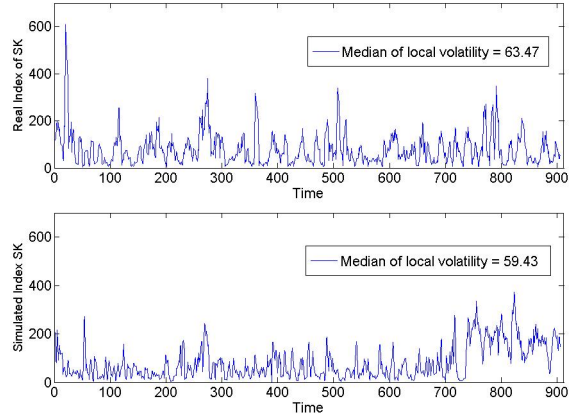 600
400
200
0
Real Index of SK
Median of local volatility = 63.47
0 100 200 300 400 500 600 700 800 900
Time
600
400
200
0
Simulated Index SK
Median of local volatility = 59.43
0 100 200 300 400 500 600 700 800 900
Time